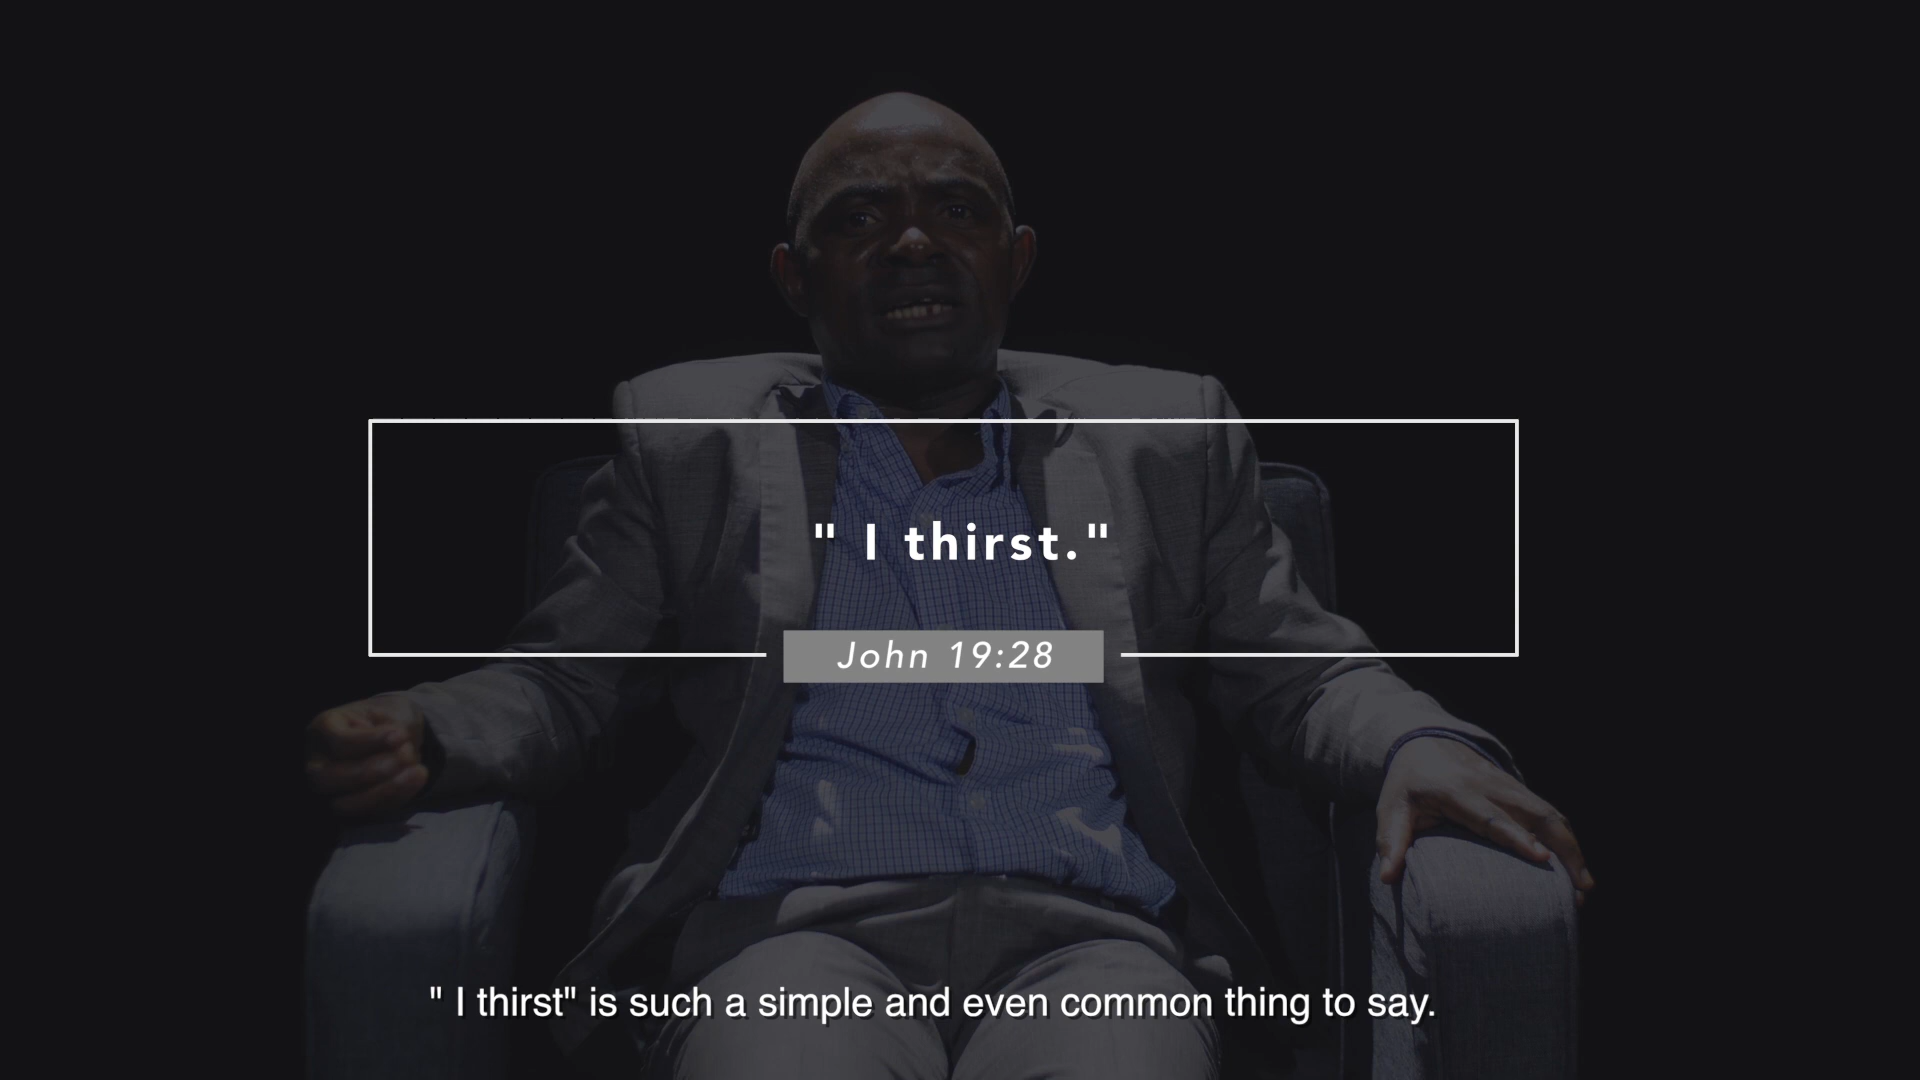 " I thirst."
John 19:28
" I thirst" is such a simple and even common thing to say.